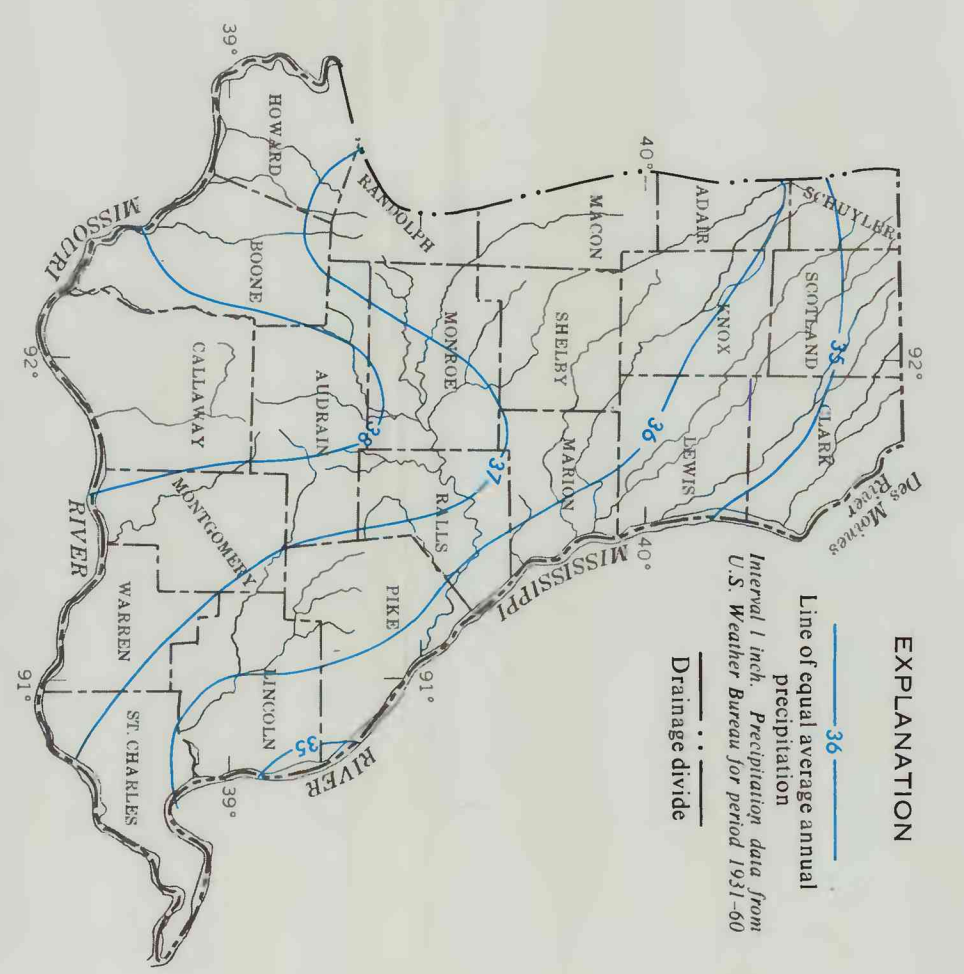 EXPLANATION
36
Line of equal average annual
precipitation
Interval 1 inch. Precipitation data from
U.S. Weather Bureau for period 1931-60
Drainage divide
92°
Des Moines
River
SCHUYLER
SCOTLAND
35
CLARK
ADAIR
KNOX
36
LEWIS
40°
40°
MACON
SHELBY
MARION
MISSISSIPPI
RANDOLPH
MONROE
37
RALLS
91°
HOWARD
BOONE
AUDRAIN
38
PIKE
RIVER
39°
MISSOURI
CALLAWAY
MONTGOMERY
LINCOLN
35
39°
WARREN
ST. CHARLES
RIVER
92°
91°